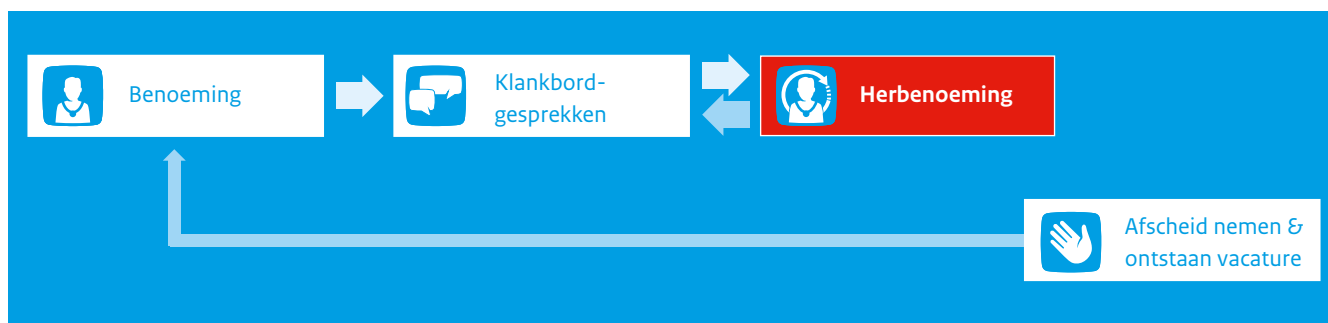 Benoeming
Klankbord-
gesprekken
Herbenoeming
Afscheid nemen &
ontstaan vacature